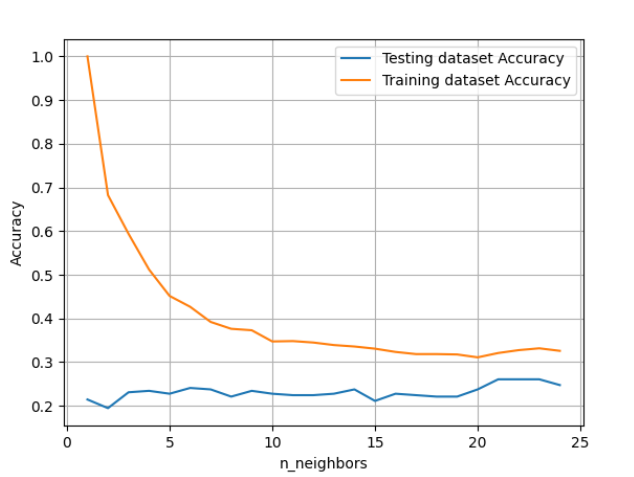 Testing dataset Accuracy
Training dataset Accuracy
1.0
0.9
0.8
0.7
0.6
0.5
0.4
0.3
0.2
Accuracy
0 5 10 15 20 25
n_neighbors